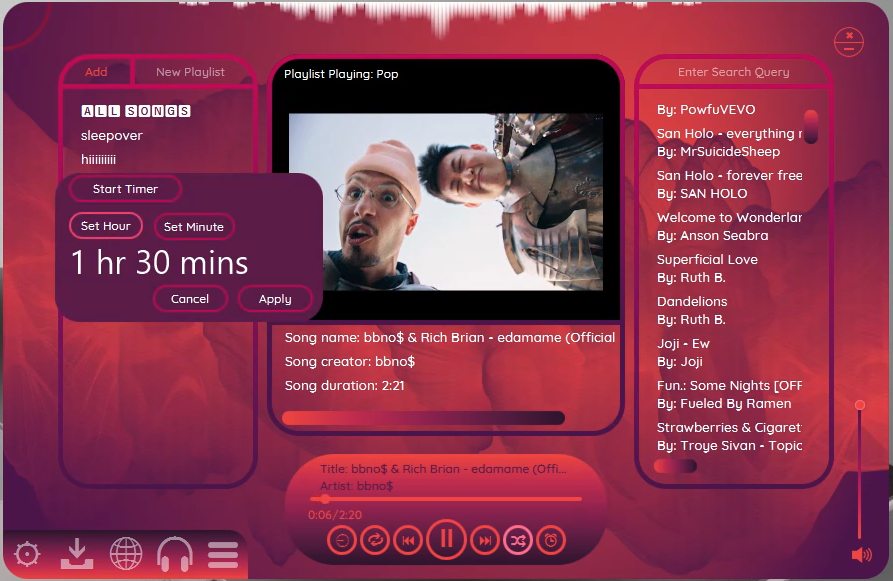 Add
New Playlist
ALL SONGS
sleepover
hiiiiiiiii
Start Timer
Set Hour
Set Minute
1 hr 30 mins
Cancel
Apply
Playlist Playing: Pop
Song name: bbno$ & Rich Brian - edamame (Official
Song creator: bbno$
Song duration: 2:21
Title: bbno$ & Rich Brian - edamame (Offi...
Artist: bbno$
0:06/2:20
Enter Search Query
By: PowfuVEVO
San Holo - everything r
By: MrSuicideSheep
San Holo - forever free
By: SAN HOLO
Welcome to Wonderlan
By: Anson Seabra
Superficial Love
By: Ruth B.
Dandelions
By: Ruth B.
Joji - Ew
By: Joji
Fun.: Some Nights [OFF
By: Fueled By Ramen
Strawberries & Cigaret
By: Troye Sivan - Topic